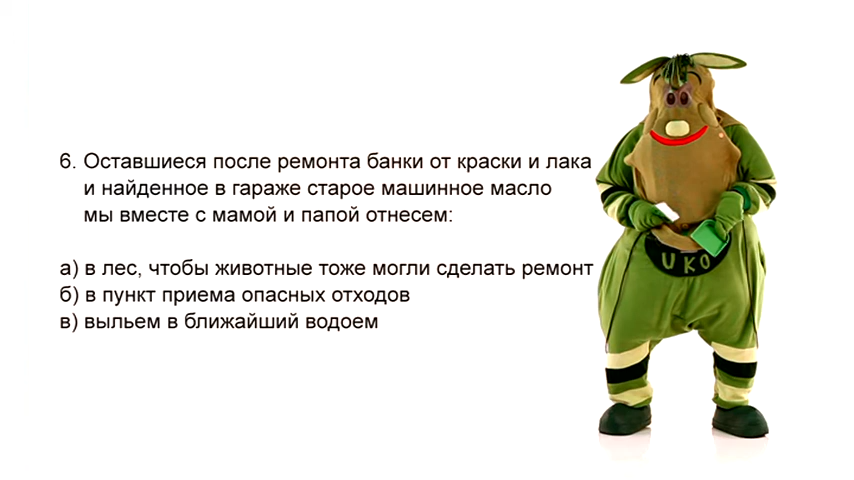 6. Оставшиеся после ремонта банки от краски и лака
и найденное в гараже старое машинное масло
мы вместе с мамой и папой отнесем:
а) в лес, чтобы животные тоже могли сделать ремонт
б) в пункт приема опасных отходов
в) выльем в ближайший водоем
UKO